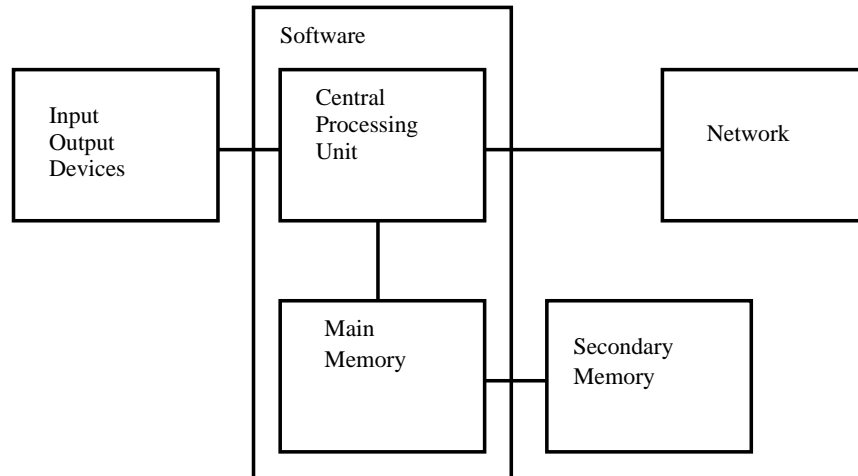 Software
Input
Output
Devices
Central
Processing
Unit
Network
Main
Memory
Secondary
Memory